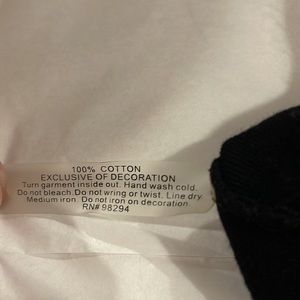 100% COTTON
EXCLUSIVE OF DECORATION
Turn garment inside out. Hand wash cold.
Do not bleach. Do not wring or twist. Line dry.
Medium iron. Do not iron on decoration.
RN# 98294